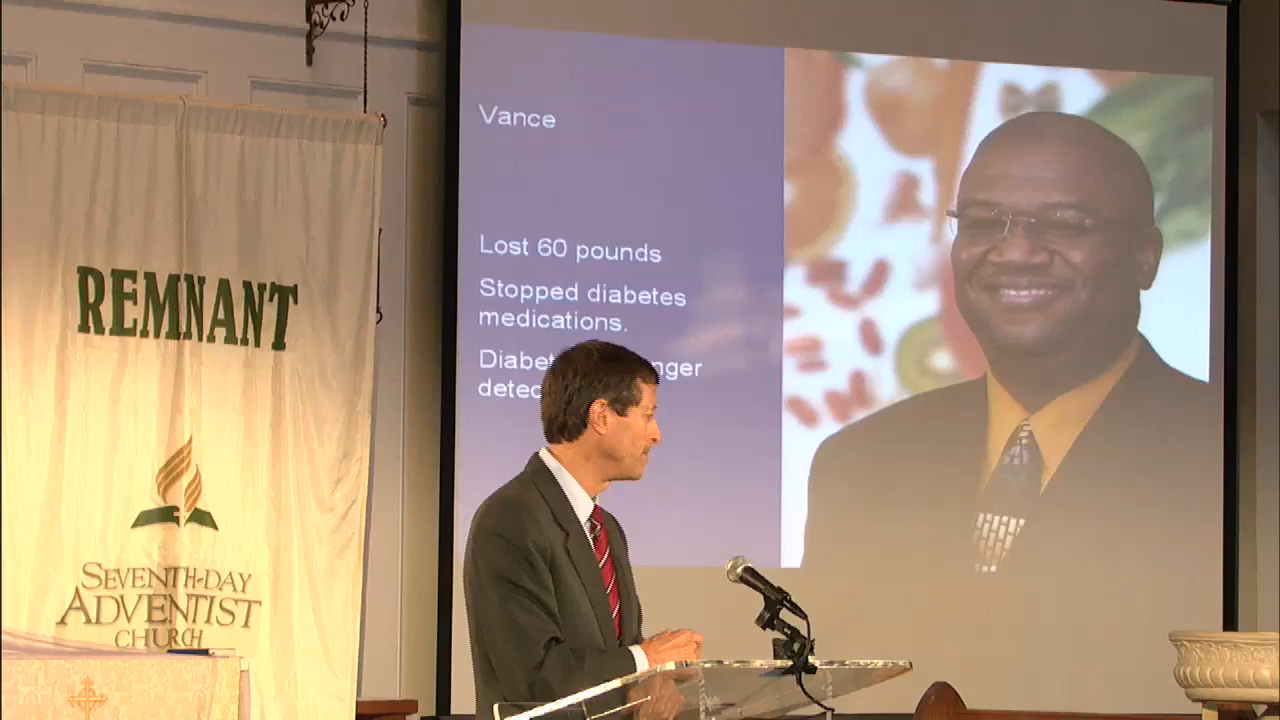 REMNANT
SEVENTH-DAY
ADVENTIST
CHURCH
Vance
Lost 60 pounds
Stopped diabetes
medications.